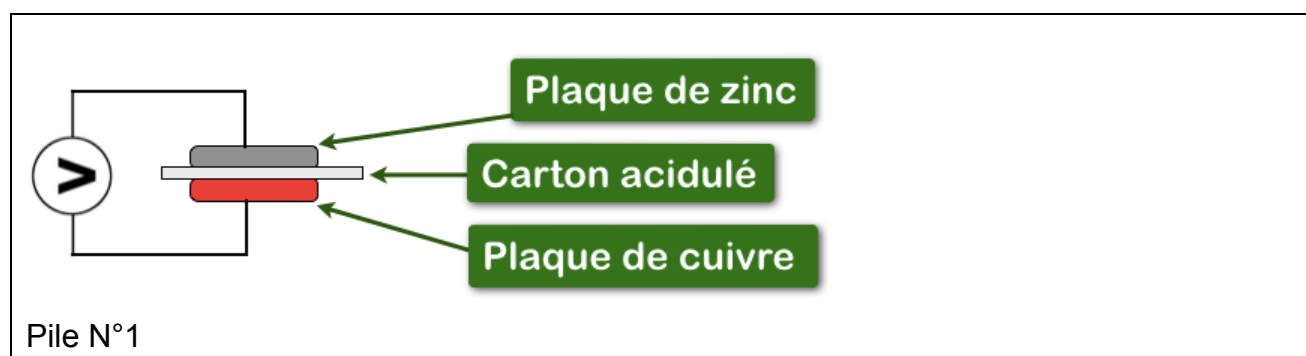 Plaque de zinc
V
Carton acidulé
Plaque de cuivre
Pile N°1